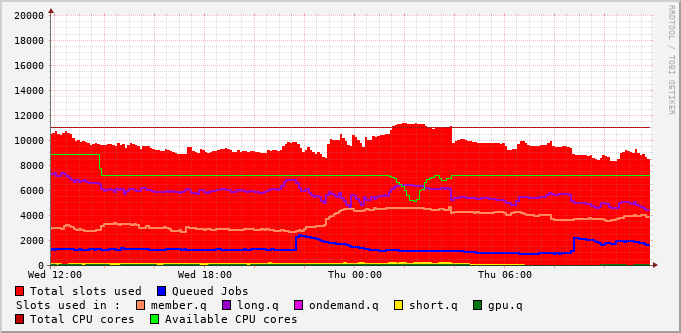 20000
18000
16000
14000
12000
10000
8000
6000
4000
2000
0
Wed 12:00 Wed 18:00 Thu 00:00 Thu 06:00
RRDTOOL / TOBI OETIKER
Total slots used Queued Jobs
Slots used in : member.q long.q ondemand.q short.q gpu.q
Total CPU cores Available CPU cores